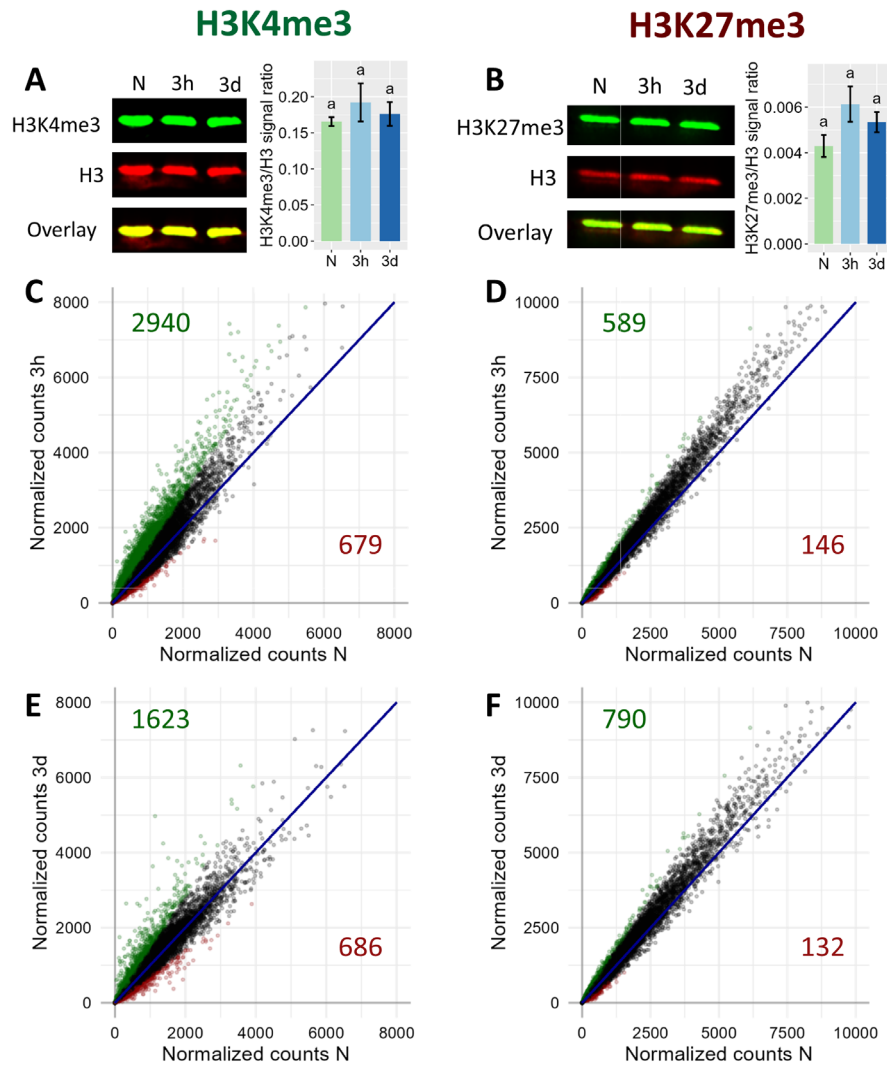 H3K4me3
H3K27me3
A
N 3h 3d
H3K4me3
H3
Overlay
H3K4me3/H3 signal ratio
0.20
0.15
0.10
0.05
0.00
a a a
N 3h 3d
B
N 3h 3d
H3K27me3
H3
Overlay
H3K27me3/H3 signal ratio
0.006
0.004
0.002
0.000
a a a
N 3h 3d
C
2940
679
Normalized counts 3h
8000
6000
4000
2000
0
0 2000 4000 6000 8000
Normalized counts N
D
589
146
Normalized counts 3h
10000
7500
5000
2500
0
0 2500 5000 7500 10000
Normalized counts N
E
1623
686
Normalized counts 3d
8000
6000
4000
2000
0
0 2000 4000 6000 8000
Normalized counts N
F
790
132
Normalized counts 3d
10000
7500
5000
2500
0
0 2500 5000 7500 10000
Normalized counts N